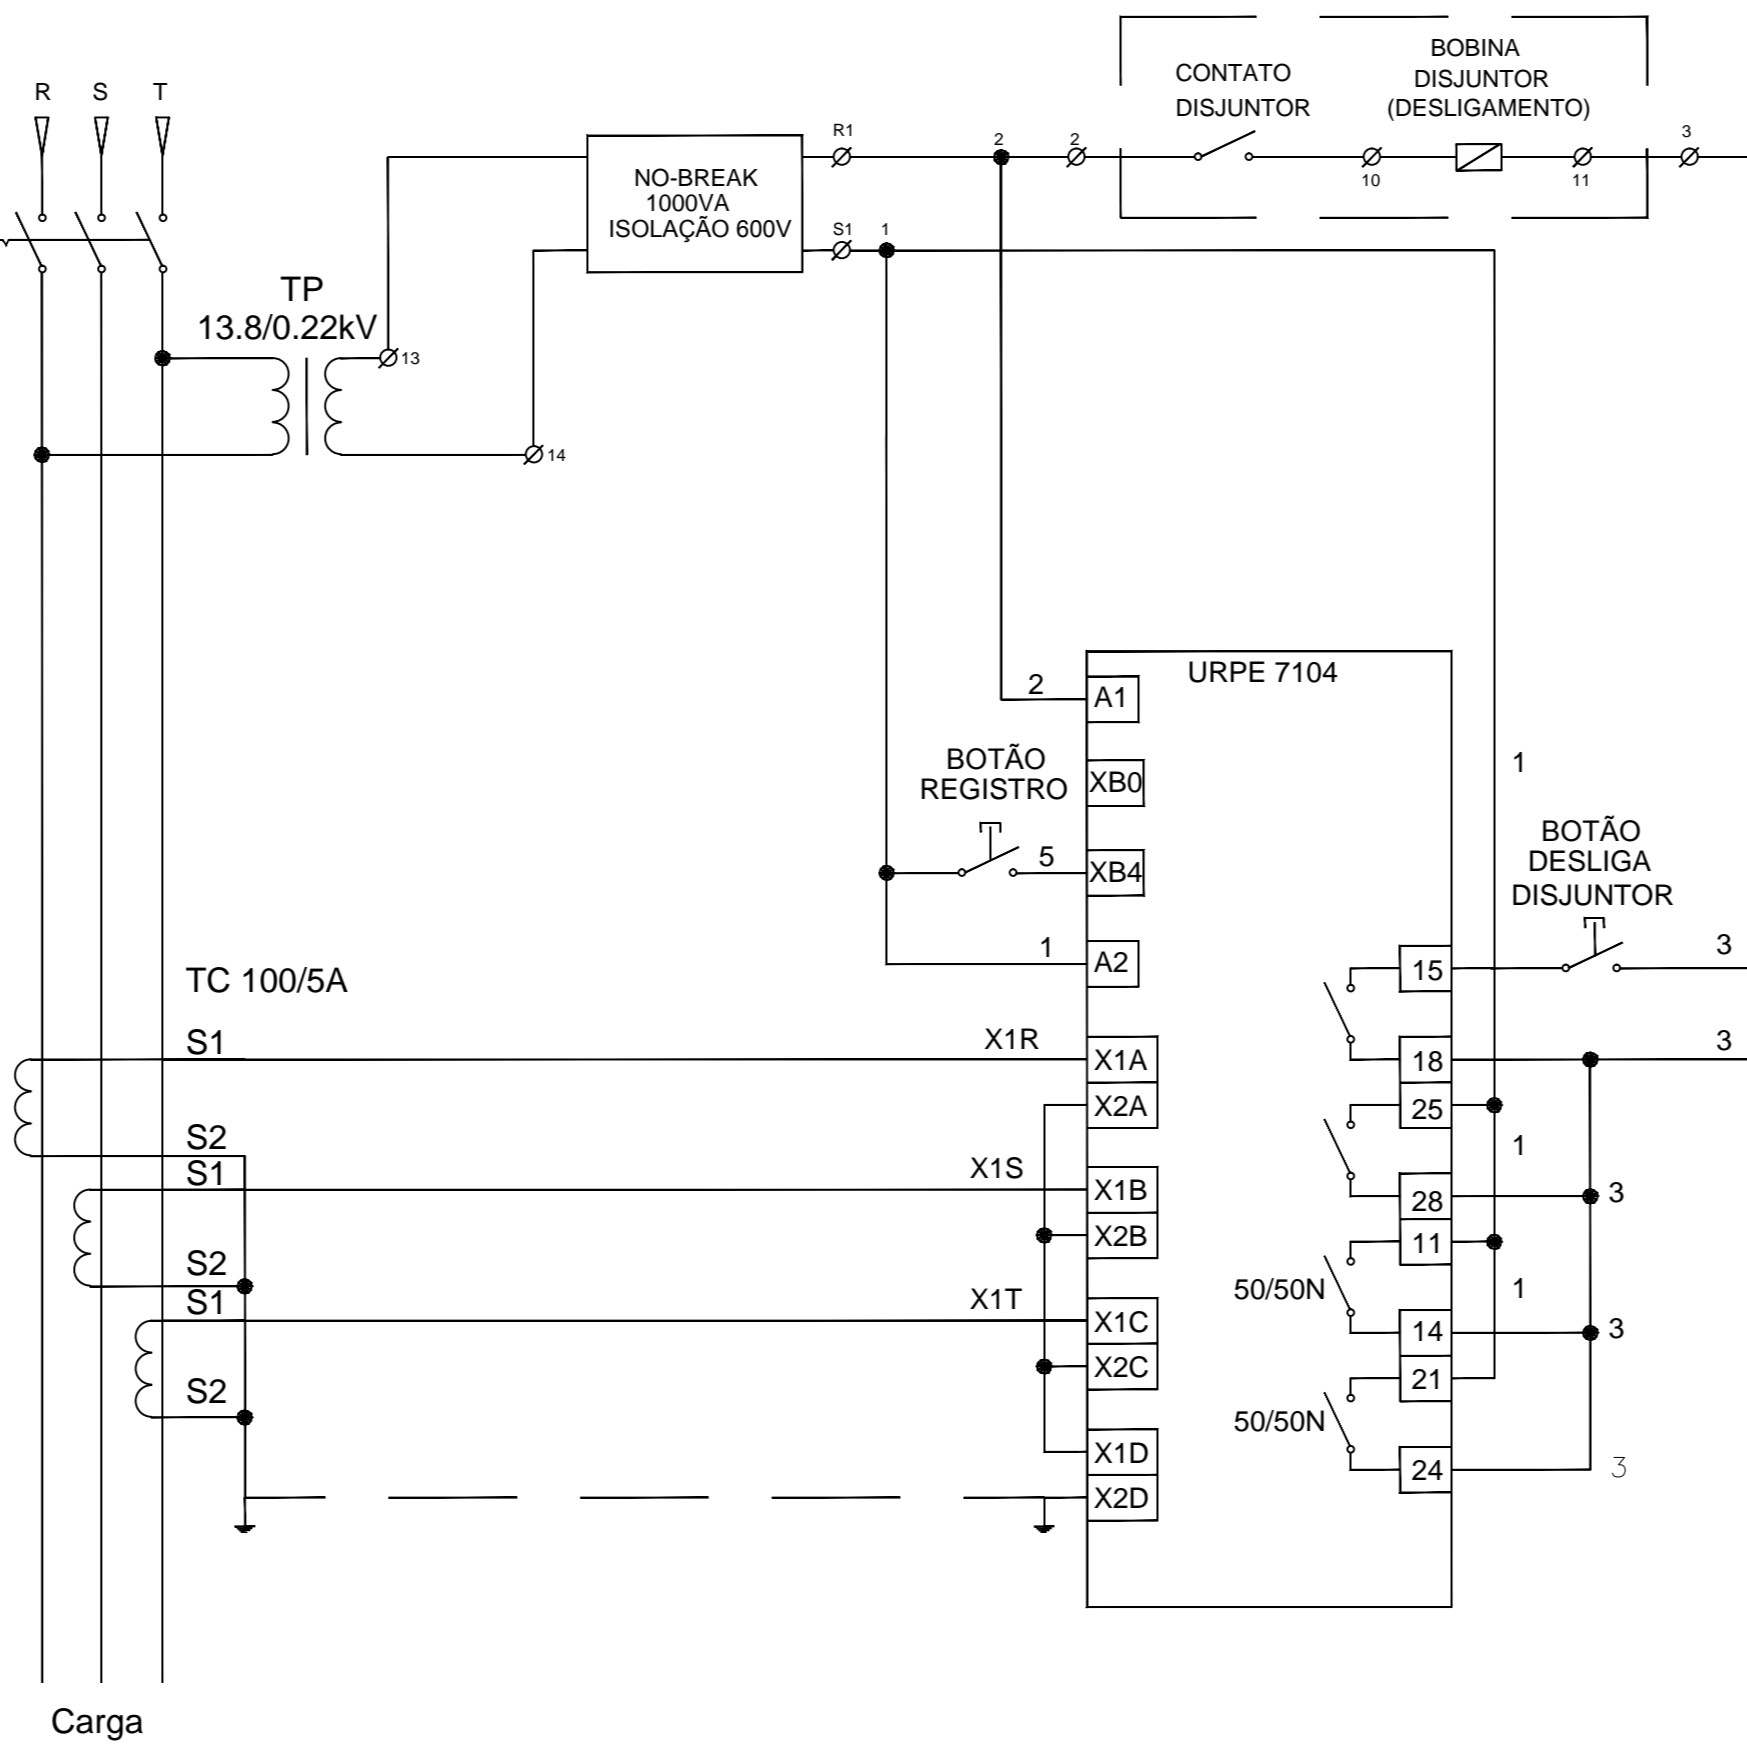 R S T
CONTATO
DISJUNTOR
BOBINA
DISJUNTOR
(DESLIGAMENTO)
NO-BREAK
1000VA
ISOLAÇÃO 600V
R1
2
2
10
11
3
S1
1
TP
13.8/0.22kV
13
14
URPE 7104
2
A1
BOTÃO
REGISTRO
XB0
5
XB4
1
A2
1
BOTÃO
DESLIGA
DISJUNTOR
15
3
TC 100/5A
S1
X1R
X1A
18
3
X2A
25
S2
1
S1
X1S
X1B
28
3
X2B
11
S2
50/50N
1
S1
X1T
X1C
14
3
X2C
21
S2
50/50N
X1D
24
3
X2D
Carga